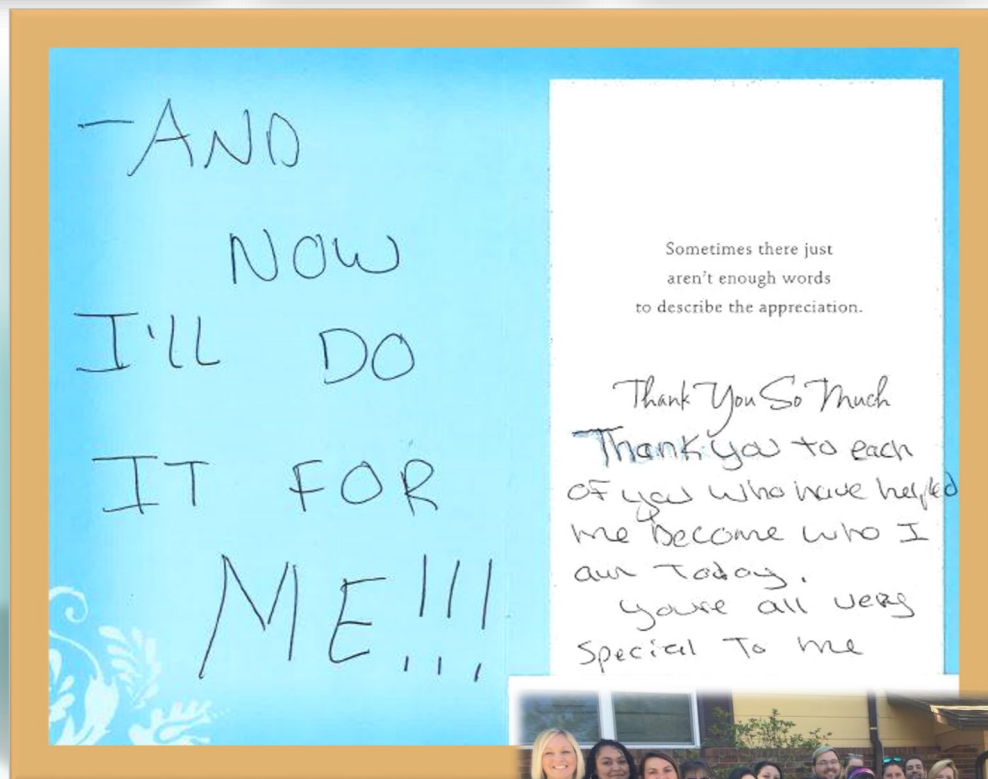 -AND
NOW
I'LL DO
IT FOR
ME!!!
Sometimes there just
aren't enough words
to describe the appreciation.
Thank You So Much
Thank you to each
of you who have helped
me become who I
am today.
You're all very
special to me